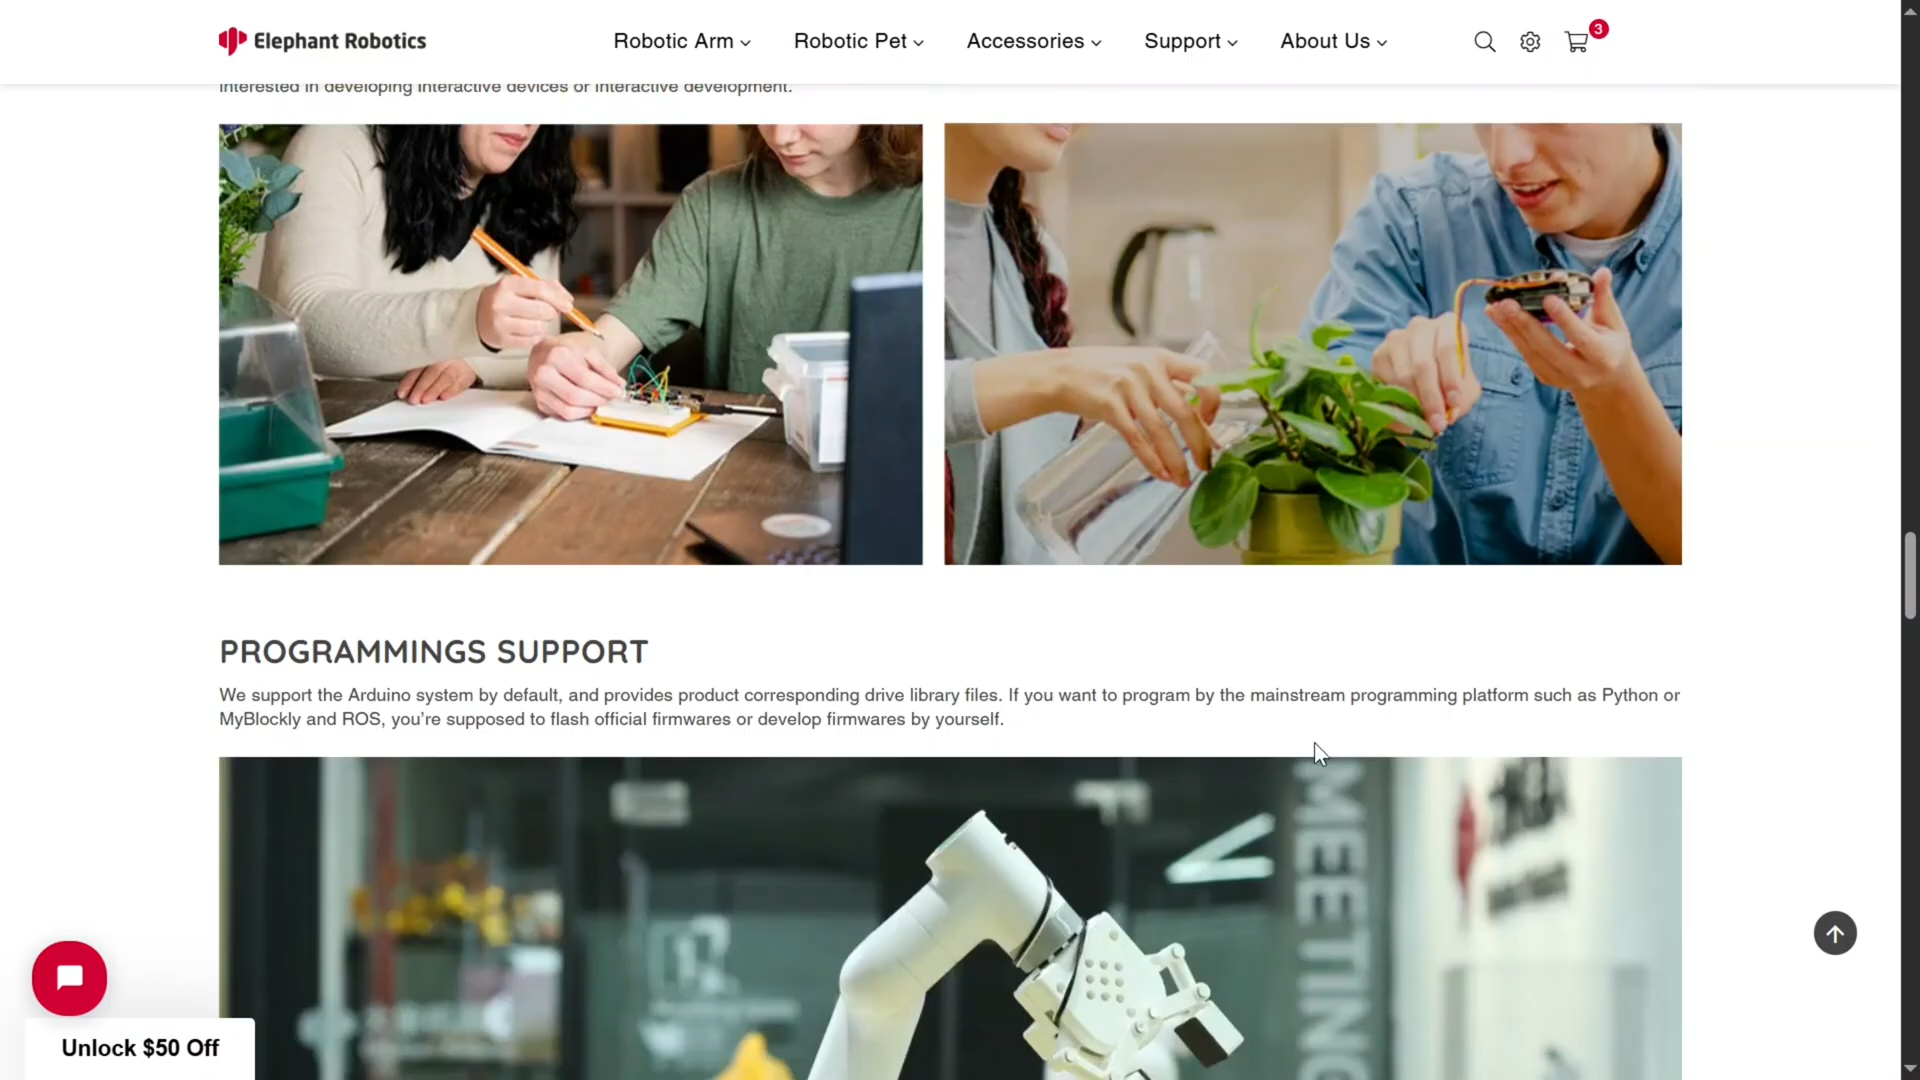 Elephant Robotics
Robotic Arm
Robotic Pet
Accessories
Support
About Us
3
interested in developing interactive devices or interactive development.
PROGRAMMINGS SUPPORT
We support the Arduino system by default, and provides product corresponding drive library files. If you want to program by the mainstream programming platform such as Python or
MyBlockly and ROS, you're supposed to flash official firmwares or develop firmwares by yourself.
MEETING
Unlock $50 Off